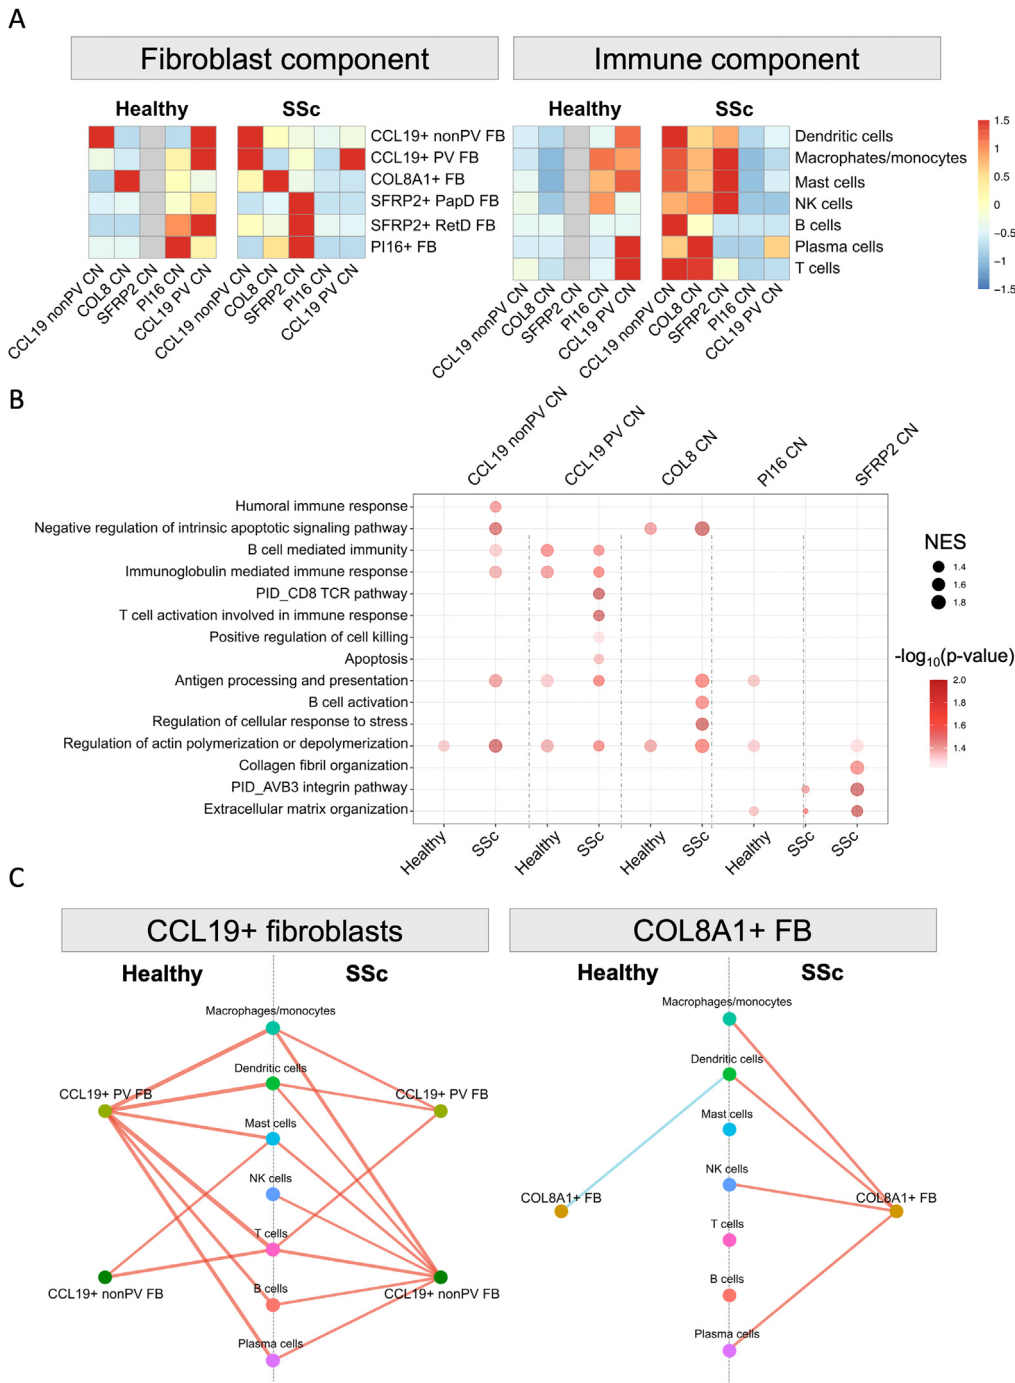 A
Fibroblast component
Immune component
Healthy
SSc
Healthy
SSc
CCL19+ nonPV FB
CCL19+ PV FB
COL8A1+ FB
SFRP2+ PapD FB
SFRP2+ RetD FB
PI16+ FB
CCL19 nonPV CN
COL8 CN
SFRP2 CN
PI16 CN
CCL19 PV CN
CCL19 nonPV CN
COL8 CN
SFRP2 CN
PI16 CN
CCL19 PV CN
Dendritic cells
Macrophates/monocytes
Mast cells
NK cells
B cells
Plasma cells
T cells
CCL19 nonPV CN
COL8 CN
SFRP2 CN
PI16 CN
CCL19 PV CN
CCL19 nonPV CN
COL8 CN
SFRP2 CN
PI16 CN
CCL19 PV CN
1.5
1
0.5
0
−0.5
−1
−1.5
B
CCL19 nonPV CN
CCL19 PV CN
COL8 CN
PI16 CN
SFRP2 CN
Humoral immune response
Negative regulation of intrinsic apoptotic signaling pathway
B cell mediated immunity
Immunoglobulin mediated immune response
PID_CD8 TCR pathway
T cell activation involved in immune response
Positive regulation of cell killing
Apoptosis
Antigen processing and presentation
B cell activation
Regulation of cellular response to stress
Regulation of actin polymerization or depolymerization
Collagen fibril organization
PID_AVB3 integrin pathway
Extracellular matrix organization
Healthy
SSc
Healthy
SSc
Healthy
SSc
Healthy
SSc
SSc
NES
1.4
1.6
1.8
-log10(p-value)
2.0
1.8
1.6
1.4
C
CCL19+ fibroblasts
Healthy
SSc
Macrophages/monocytes
Dendritic cells
CCL19+ PV FB
CCL19+ PV FB
Mast cells
NK cells
T cells
B cells
CCL19+ nonPV FB
CCL19+ nonPV FB
Plasma cells
COL8A1+ FB
Healthy
SSc
Macrophages/monocytes
Dendritic cells
Mast cells
NK cells
COL8A1+ FB
COL8A1+ FB
T cells
B cells
Plasma cells